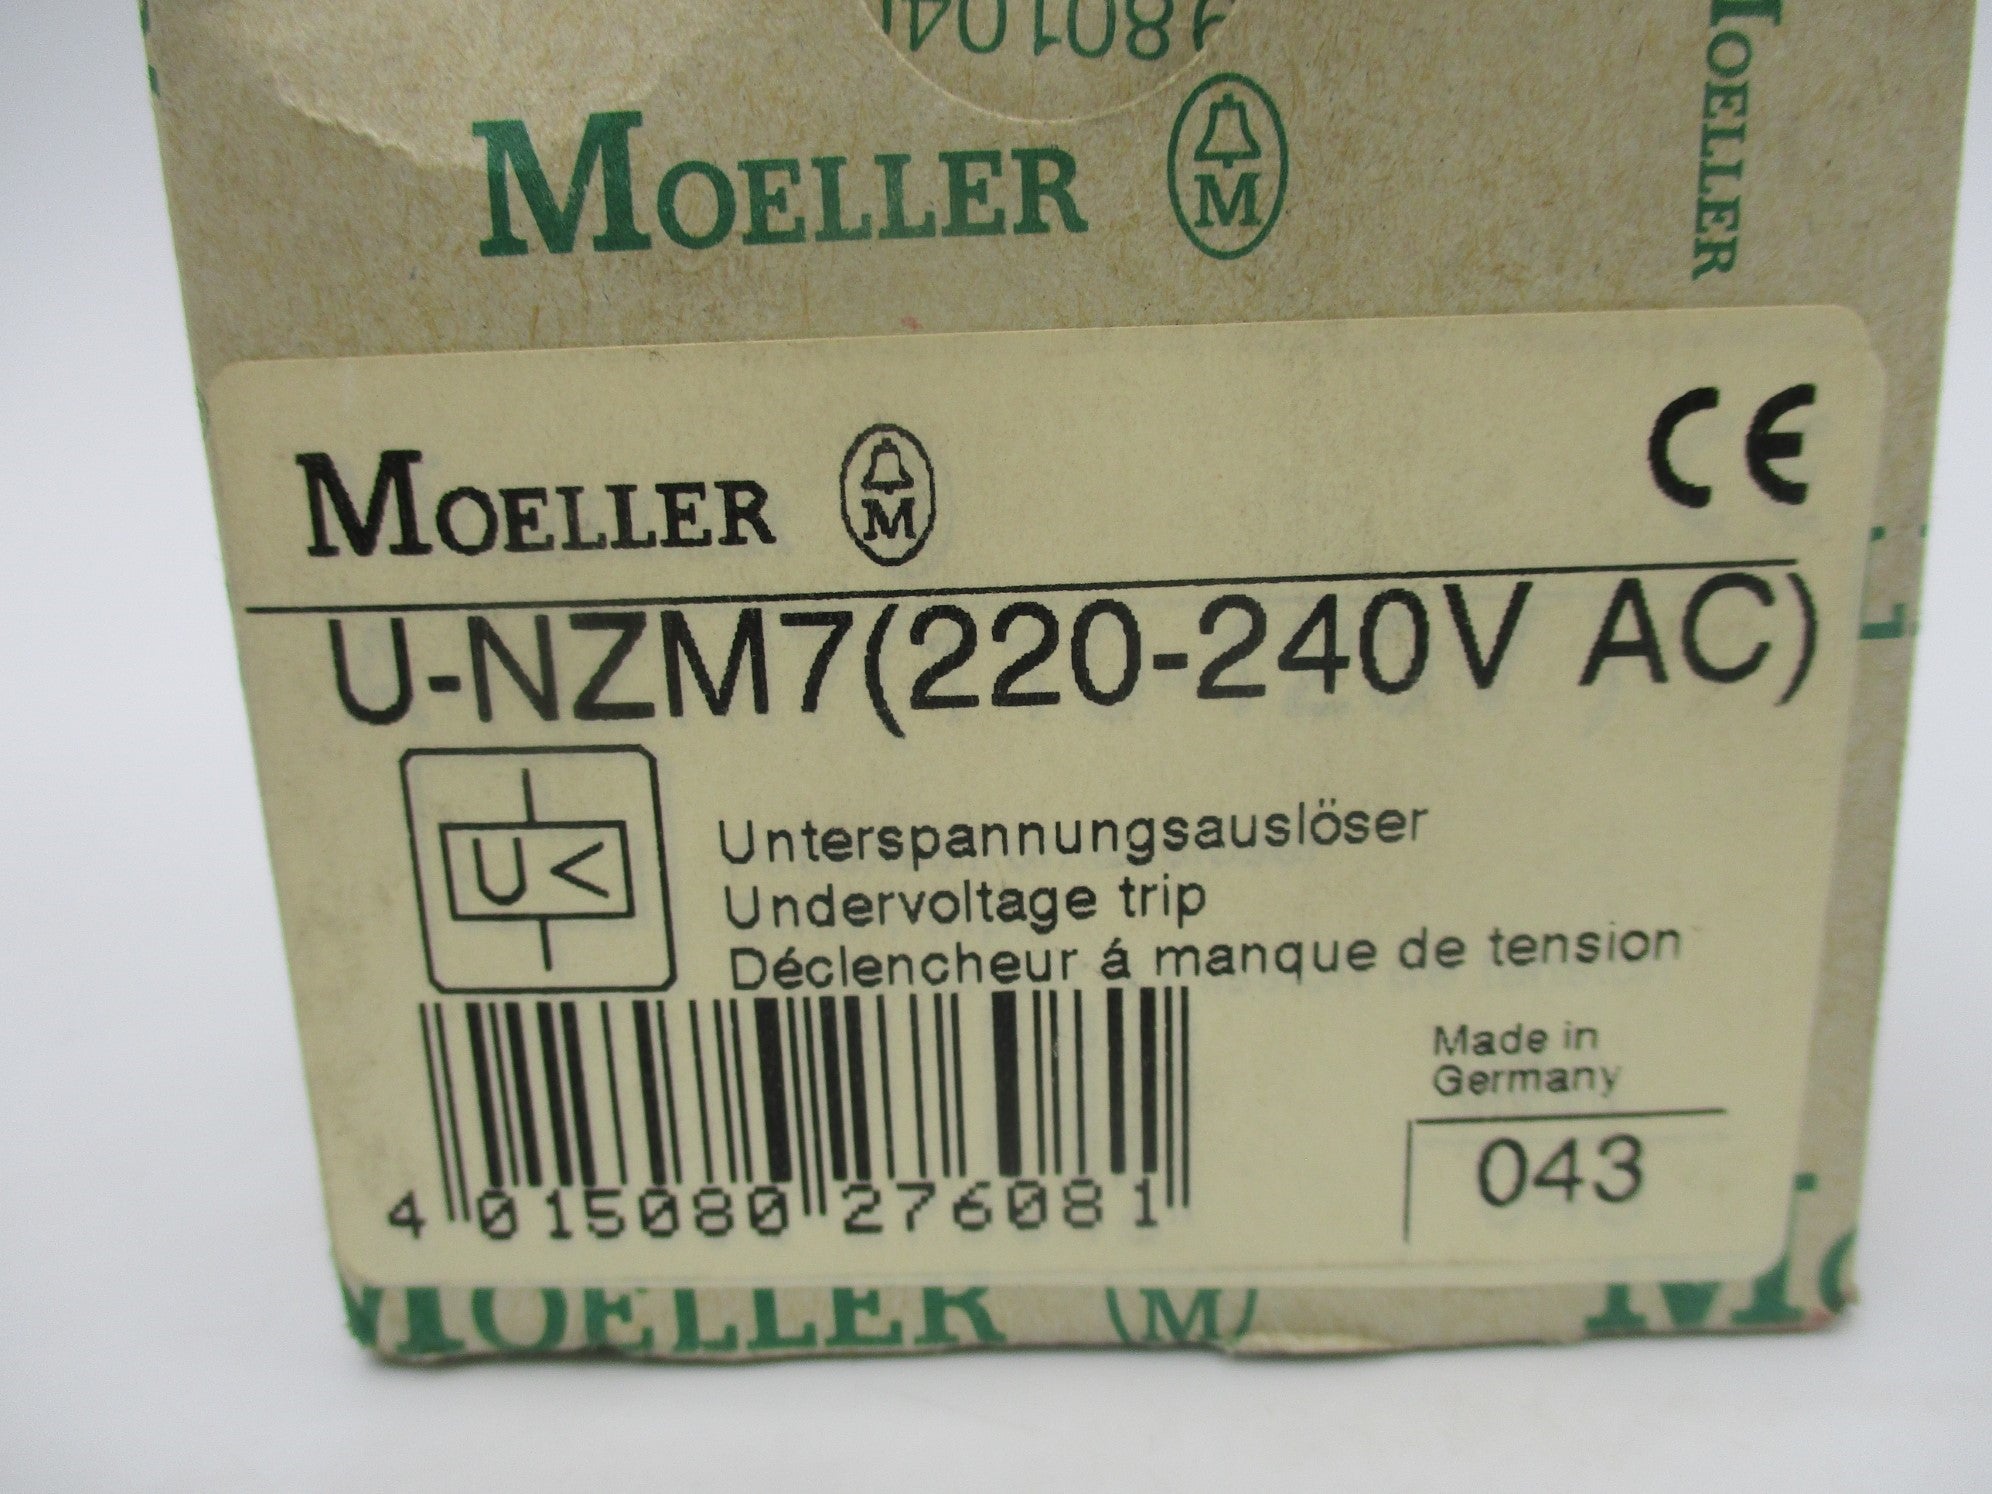 MOELLER M
MOELLER
MOELLER M CE
U-NZM7(220-240V AC)
U<
Unterspannungsauslöser
Undervoltage trip
Déclencheur á manque de tension
Made in
Germany
043
4 015080 276081
MOELLER M